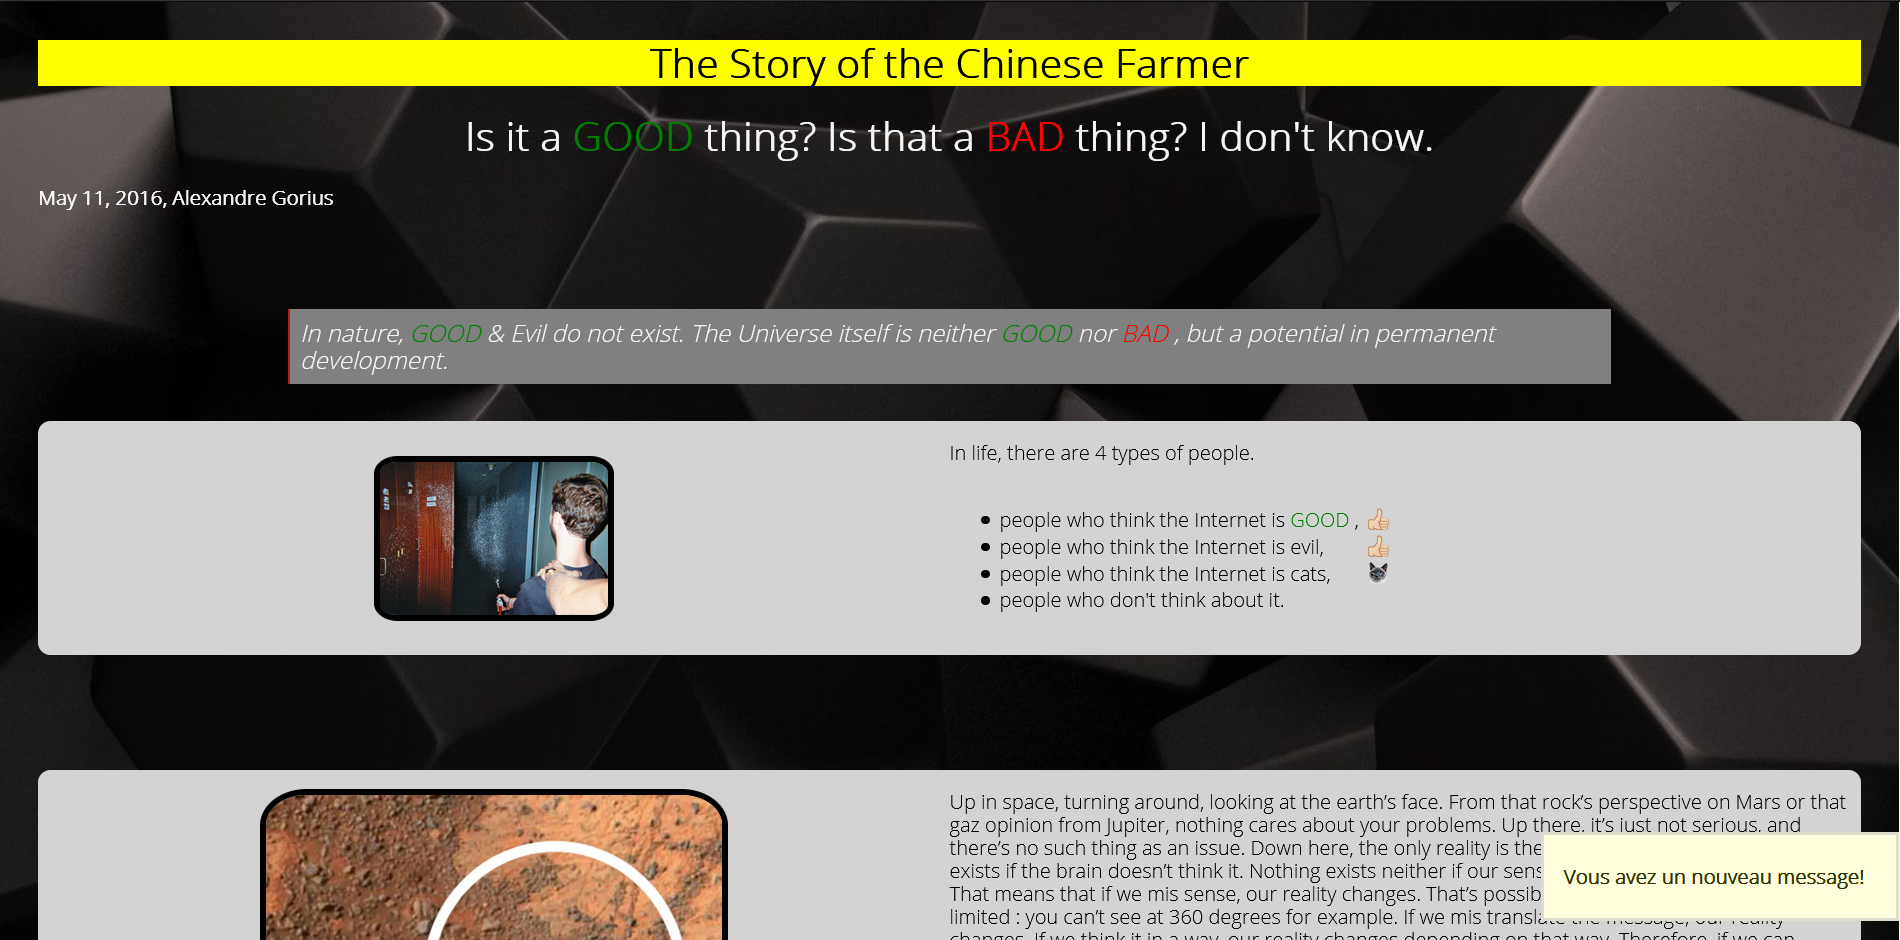 The Story of the Chinese Farmer
Is it a GOOD thing? Is that a BAD thing? I don't know.
May 11, 2016, Alexandre Gorius
In nature, GOOD & Evil do not exist. The Universe itself is neither GOOD nor BAD , but a potential in permanent
development.
In life, there are 4 types of people.
people who think the Internet is GOOD , 👍🏻
people who think the Internet is evil, 👍🏻
people who think the Internet is cats,
people who don't think about it.
Up in space, turning around, looking at the earth’s face. From that rock’s perspective on Mars or that
gaz opinion from Jupiter, nothing cares about your problems. Up there, it’s just not serious, and
there’s no such thing as an issue. Down here, the only reality is the
exists if the brain doesn’t think it. Nothing exists neither if our sens
That means that if we mis sense, our reality changes. That’s possib
limited : you can’t see at 360 degrees for example. If we mis translate the message, our reality
changes. If we think it in a way, our reality changes depending on that way. Therefore, if we can
Vous avez un nouveau message!